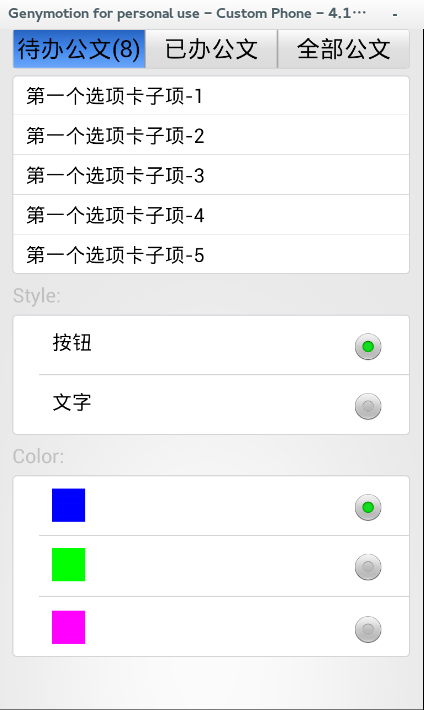 Genymotion for personal use - Custom Phone - 4.1… -
待办公文(8) 已办公文 全部公文
第一个选项卡子项-1
第一个选项卡子项-2
第一个选项卡子项-3
第一个选项卡子项-4
第一个选项卡子项-5
Style:
按钮
文字
Color: